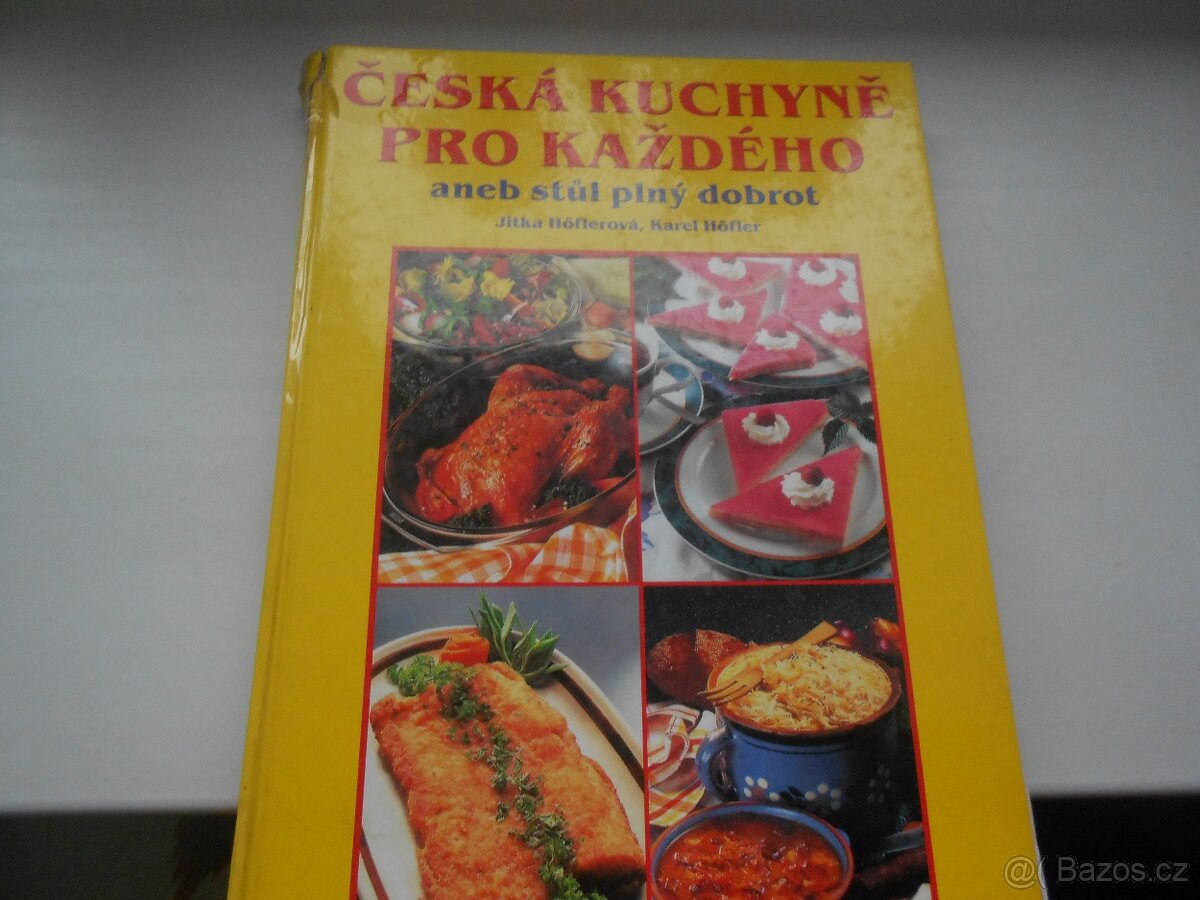 ČESKÁ KUCHYNĚ
PRO KAŽDÉHO
aneb stůl plný dobrot
Jitka Höflerová, Karel Höfler
@( Bazos.cz